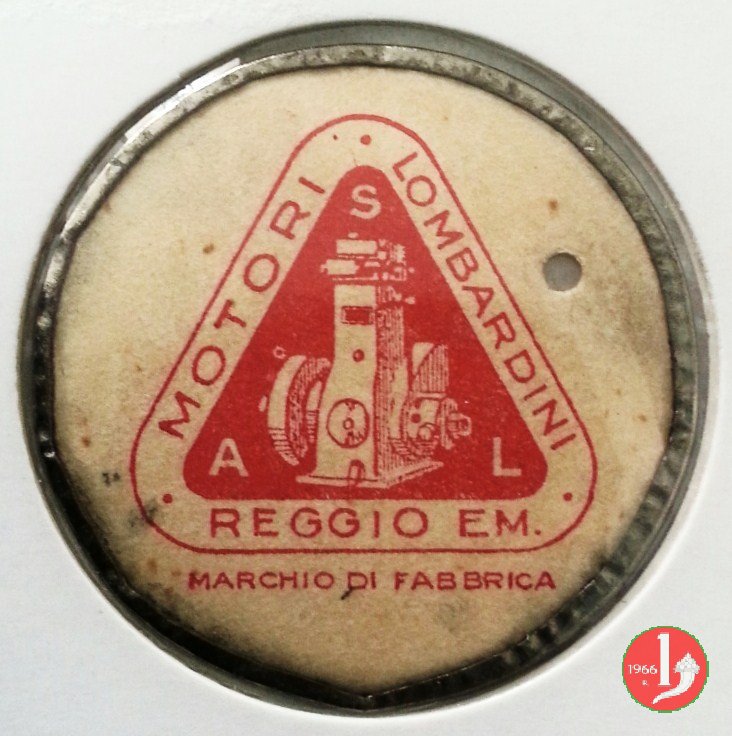 MOTORI LOMBARDINI
S
A L
REGGIO EM.
MARCHIO DI FABBRICA
1966
R.